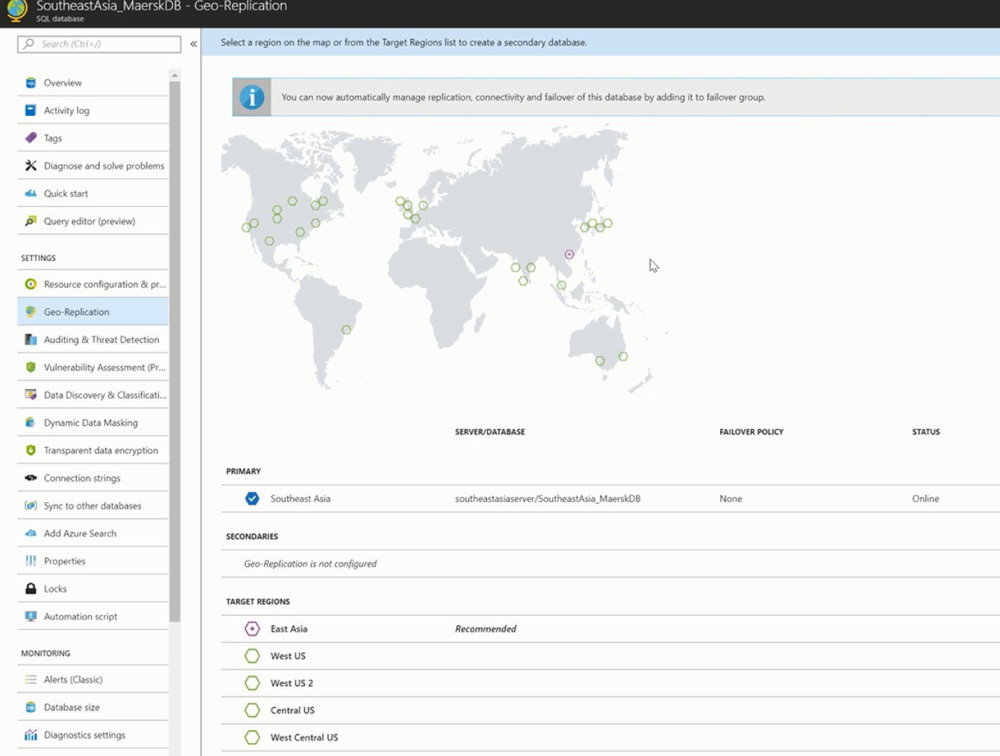 SoutheastAsia_MaerskDB - Geo-Replication
SQL database
Search (Ctrl+/)
«
Overview
Activity log
Tags
Diagnose and solve problems
Quick start
Query editor (preview)
SETTINGS
Resource configuration & pr...
Geo-Replication
Auditing & Threat Detection
Vulnerability Assessment (Pr...
Data Discovery & Classificati...
Dynamic Data Masking
Transparent data encryption
Connection strings
Sync to other databases
Add Azure Search
Properties
Locks
Automation script
MONITORING
Alerts (Classic)
Database size
Diagnostics settings
Select a region on the map or from the Target Regions list to create a secondary database.
You can now automatically manage replication, connectivity and failover of this database by adding it to failover group.
SERVER/DATABASE FAILOVER POLICY STATUS
PRIMARY
Southeast Asia southeastasiaserver/SoutheastAsia_MaerskDB None Online
SECONDARIES
Geo-Replication is not configured
TARGET REGIONS
East Asia Recommended
West US
West US 2
Central US
West Central US